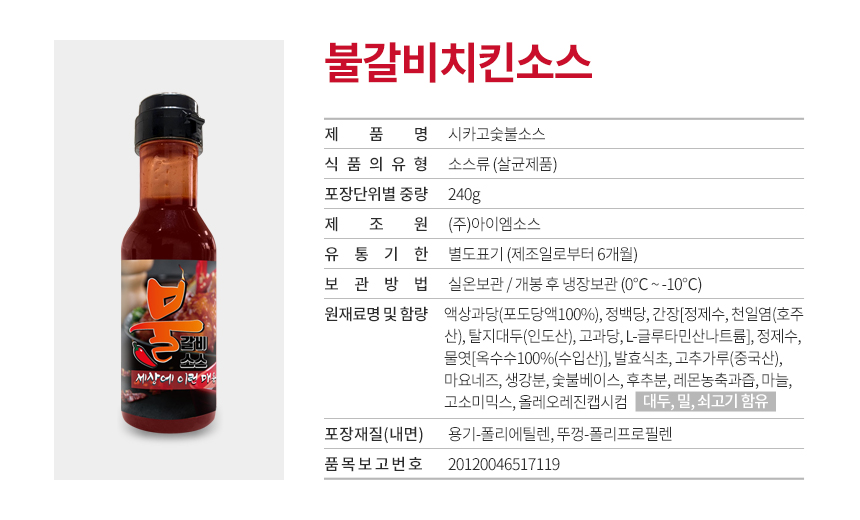 불갈비치킨소스
제 품 명 시카고숯불소스
식 품 의 유 형 소스류 (살균제품)
포장단위별 중량 240g
제 조 원 (주)아이엠소스
유 통 기 한 별도표기 (제조일로부터 6개월)
보 관 방 법 실온보관 / 개봉 후 냉장보관 (0°C ~ -10°C)
원재료명 및 함량 액상과당(포도당액100%), 정백당, 간장[정제수, 천일염(호주
산), 탈지대두(인도산), 고과당, L-글루타민산나트륨], 정제수,
물엿[옥수수100%(수입산)], 발효식초, 고추가루(중국산),
마요네즈, 생강분, 숯불베이스, 후추분, 레몬농축과즙, 마늘,
고소미믹스, 올레오레진캡시컴 대두, 밀, 쇠고기 함유
포장재질(내면) 용기-폴리에틸렌, 뚜껑-폴리프로필렌
품목보고번호 20120046517119
불
갈비
소스
세상에 이런 매운